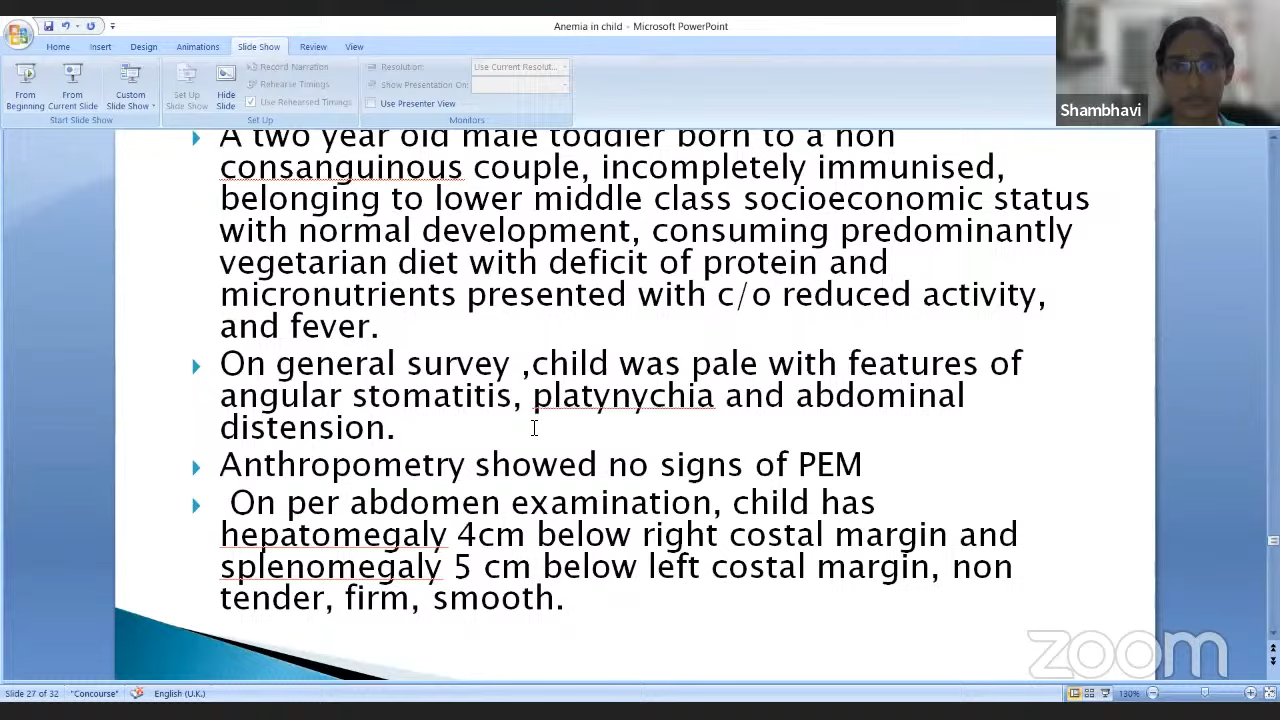 Anemia in child - Microsoft PowerPoint
Home Insert Design Animations Slide Show Review View
From Beginning
From Current Slide
Custom Slide Show
Start Slide Show
Set Up Slide Show
Hide Slide
Record Narration
Rehearse Timings
Use Rehearsed Timings
Set Up
Resolution: Use Current Resolut...
Show Presentation On:
Use Presenter View
Monitors
Shambhavi
A two year old male toddler born to a non
consanguinous couple, incompletely immunised,
belonging to lower middle class socioeconomic status
with normal development, consuming predominantly
vegetarian diet with deficit of protein and
micronutrients presented with c/o reduced activity,
and fever.
On general survey ,child was pale with features of
angular stomatitis, platynychia and abdominal
distension.
Anthropometry showed no signs of PEM
On per abdomen examination, child has
hepatomegaly 4cm below right costal margin and
splenomegaly 5 cm below left costal margin, non
tender, firm, smooth.
zoom
Slide 27 of 32 "Concourse" English (U.K.) 130%